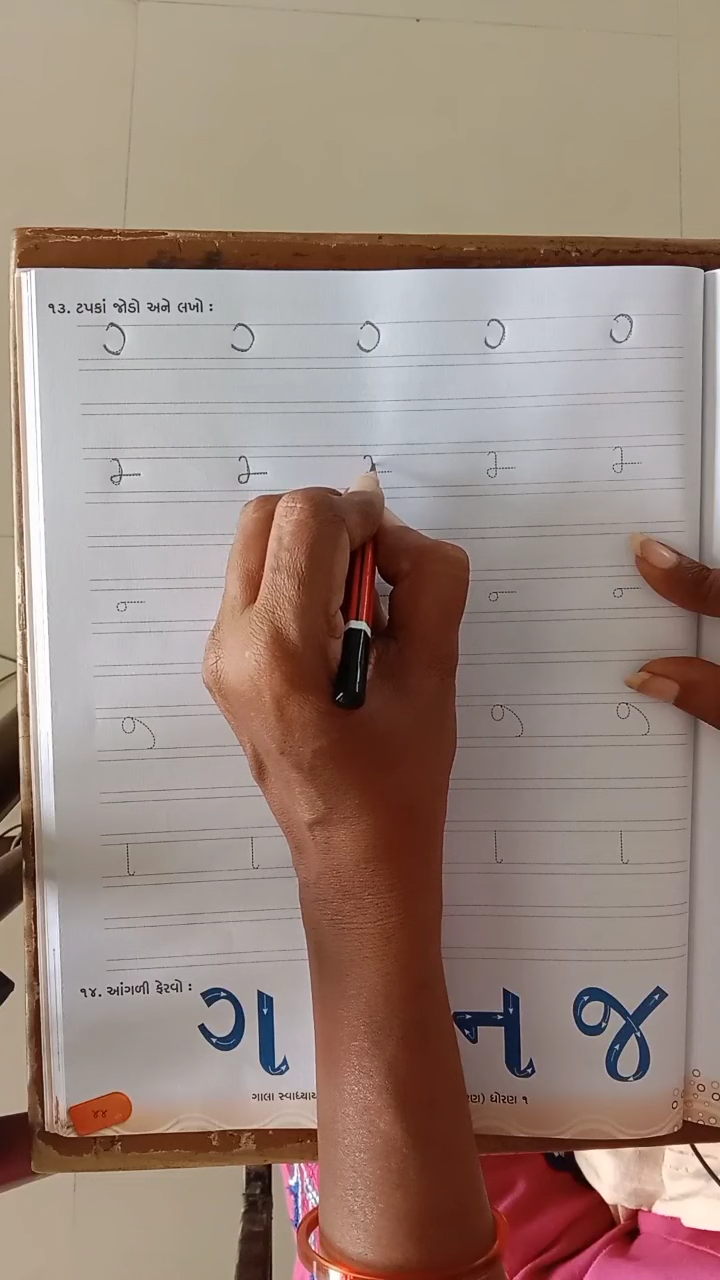 ૧૩. ટપકાં જોડો અને લખો :
૧૪. આંગળી ફેરવો :
ગ ન જ
૪૪ ગાલા સ્વાધ્યાય ધોરણ ૧